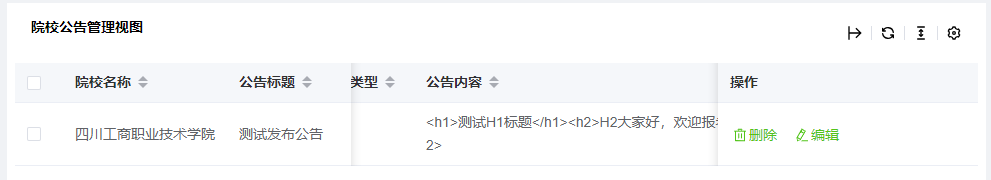 院校公告管理视图
院校名称 公告标题 类型 公告内容 操作
四川工商职业技术学院 测试发布公告 <h1>测试H1标题</h1><h2>H2大家好，欢迎报 删除 编辑
2>